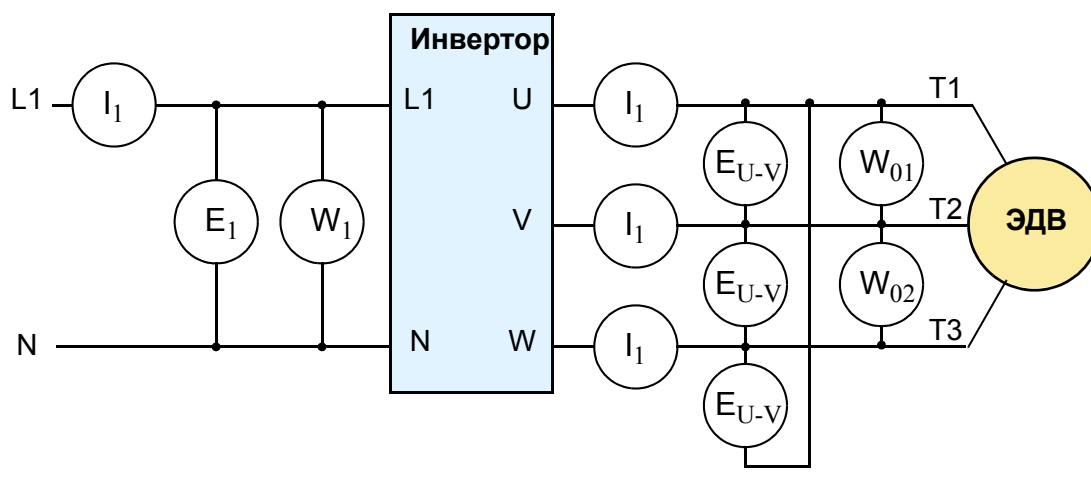 Инвертор
L1 I1 L1 U I1 T1
EU-V W01
E1 W1 V I1 T2 ЭДВ
EU-V W02
N N W I1 T3
EU-V